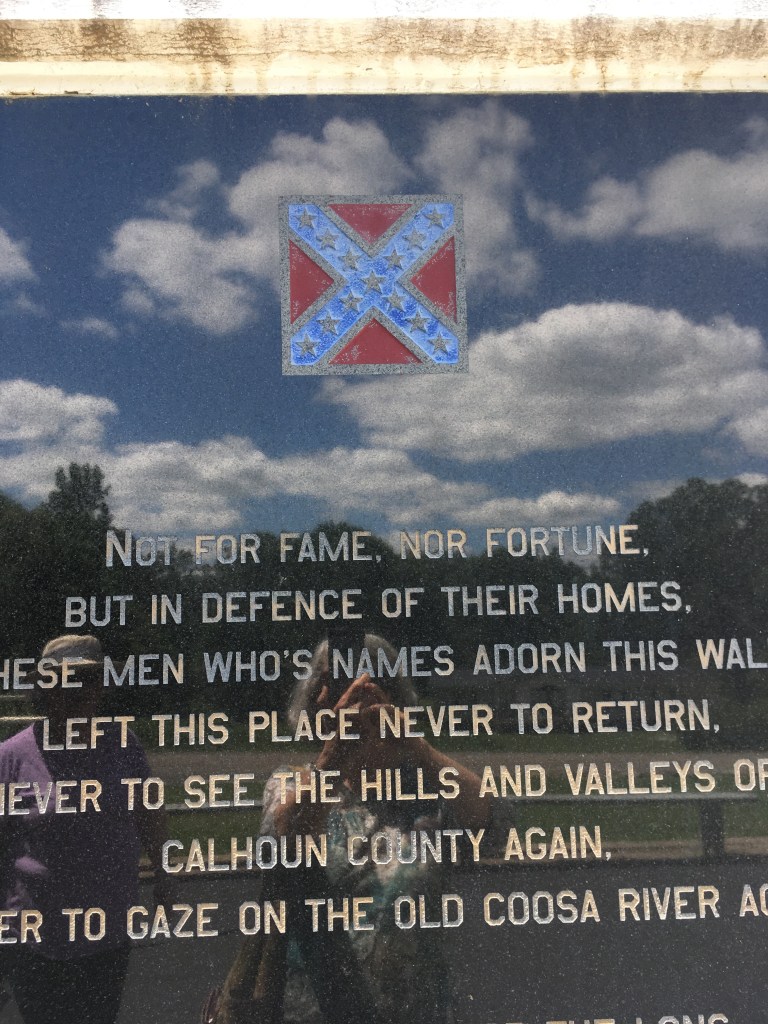 NOT FOR FAME, NOR FORTUNE,
BUT IN DEFENCE OF THEIR HOMES,
HESE MEN WHO'S NAMES ADORN THIS WAL
LEFT THIS PLACE NEVER TO RETURN,
NEVER TO SEE THE HILLS AND VALLEYS OF
CALHOUN COUNTY AGAIN,
ER TO GAZE ON THE OLD COOSA RIVER AG
THE LONG